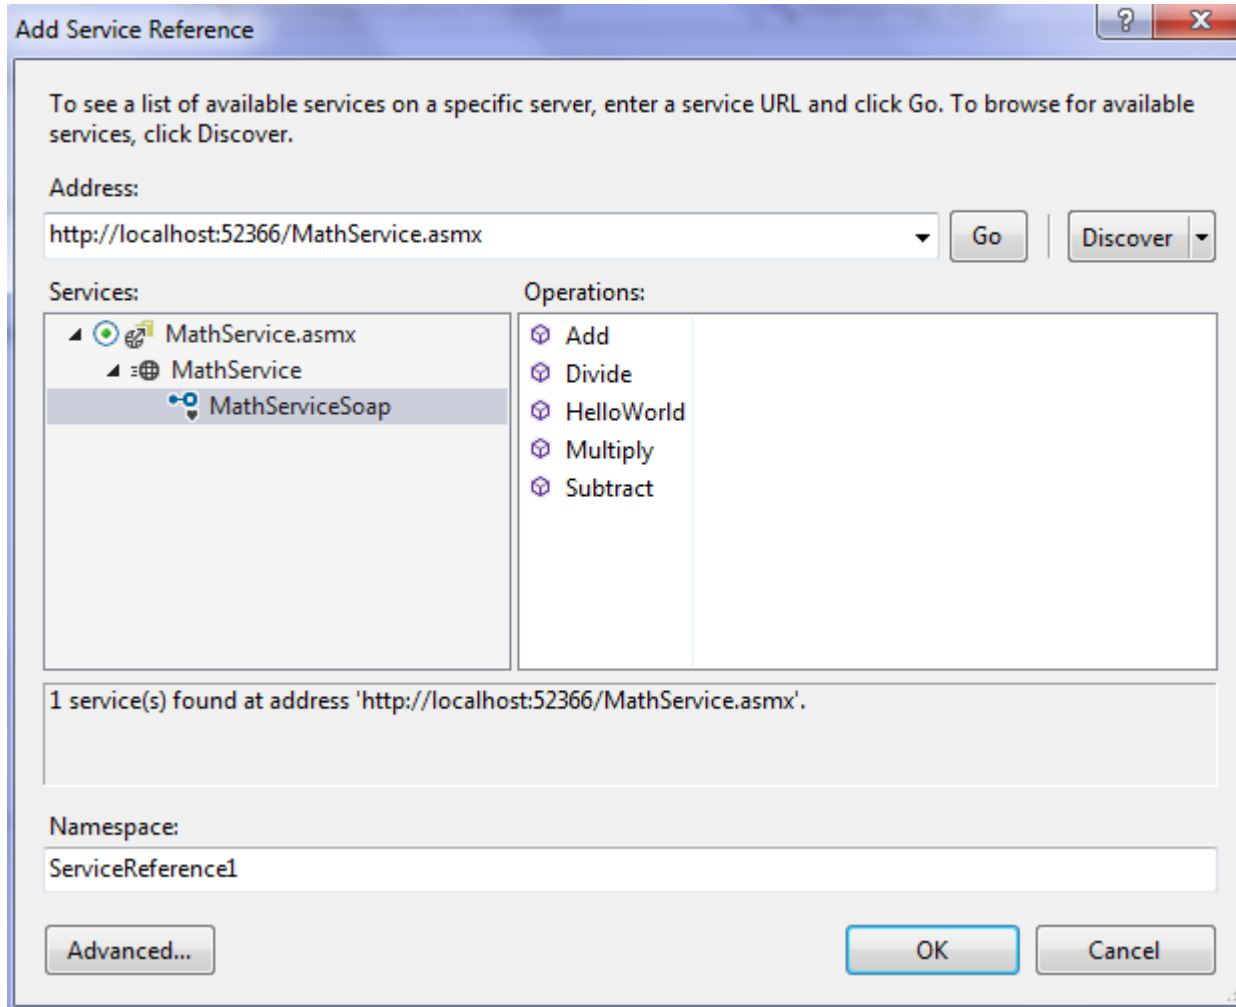 Add Service Reference
To see a list of available services on a specific server, enter a service URL and click Go. To browse for available
services, click Discover.
Address:
http://localhost:52366/MathService.asmx
Go
Discover
Services:
Operations:
MathService.asmx
MathService
MathServiceSoap
Add
Divide
HelloWorld
Multiply
Subtract
1 service(s) found at address 'http://localhost:52366/MathService.asmx'.
Namespace:
ServiceReference1
Advanced...
OK
Cancel